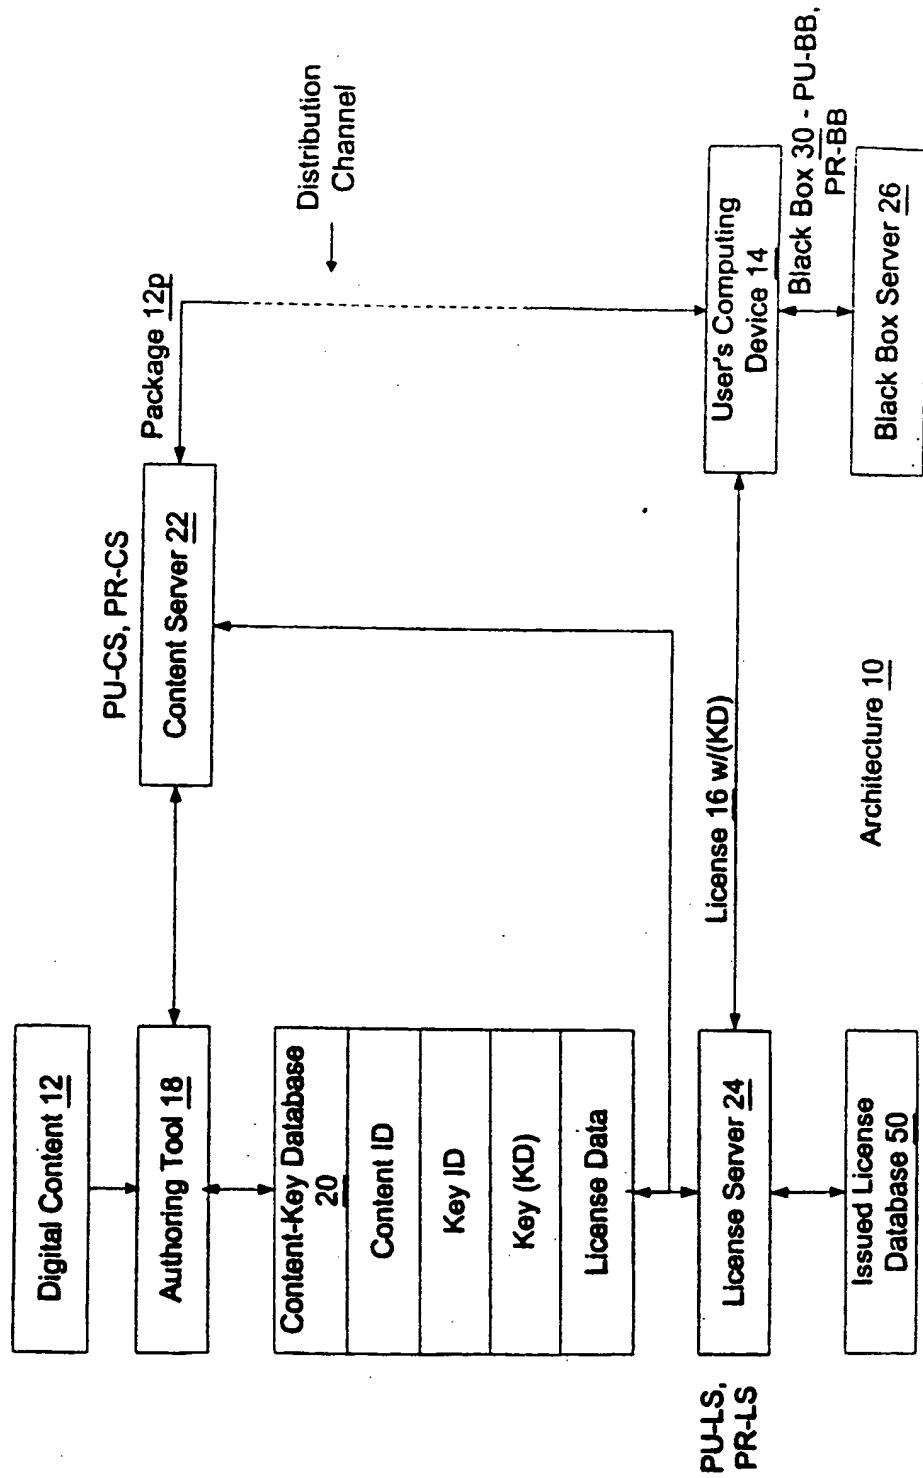 Digital Content 12
Authoring Tool 18
Content-Key Database
20
Content ID
Key ID
Key (KD)
License Data
PU-LS,
PR-LS
License Server 24
Issued License
Database 50
PU-CS, PR-CS
Content Server 22
Package 12p
Distribution
Channel
License 16 w/(KD)
User's Computing
Device 14
Black Box 30 - PU-BB,
PR-BB
Black Box Server 26
Architecture 10